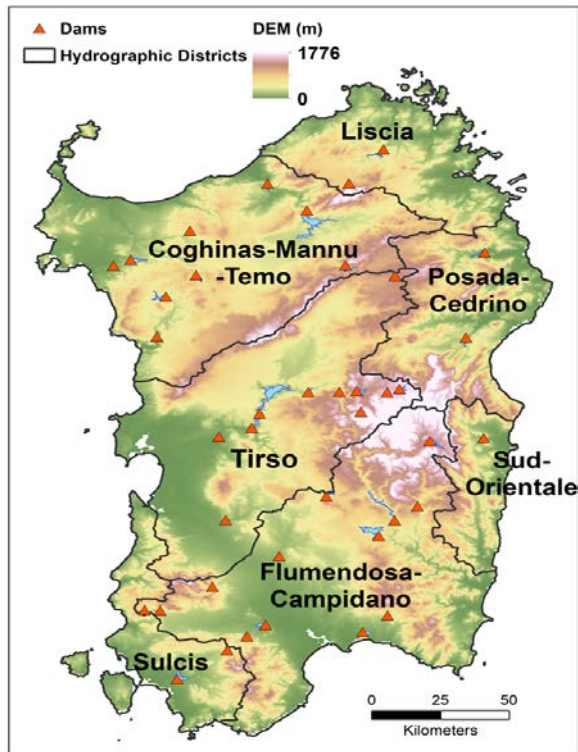 Dams
Hydrographic Districts
DEM (m)
1776
0
Liscia
Coghinas-Mannu
-Temo
Posada-
Cedrino
Tirso
Sud-
Orientale
Flumendosa-
Campidano
Sulcis
0 25 50
Kilometers